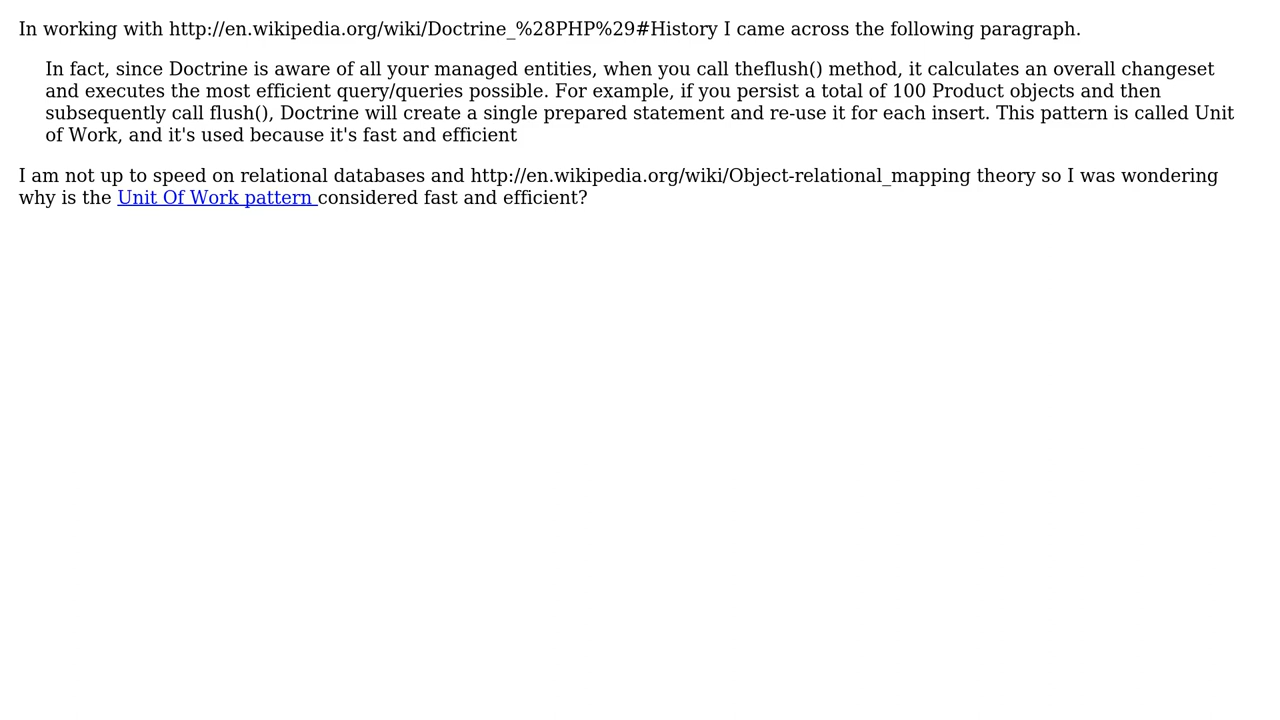 In working with http://en.wikipedia.org/wiki/Doctrine_%28PHP%29#History I came across the following paragraph.
In fact, since Doctrine is aware of all your managed entities, when you call theflush() method, it calculates an overall changeset
and executes the most efficient query/queries possible. For example, if you persist a total of 100 Product objects and then
subsequently call flush(), Doctrine will create a single prepared statement and re-use it for each insert. This pattern is called Unit
of Work, and it's used because it's fast and efficient
I am not up to speed on relational databases and http://en.wikipedia.org/wiki/Object-relational_mapping theory so I was wondering
why is the Unit Of Work pattern considered fast and efficient?